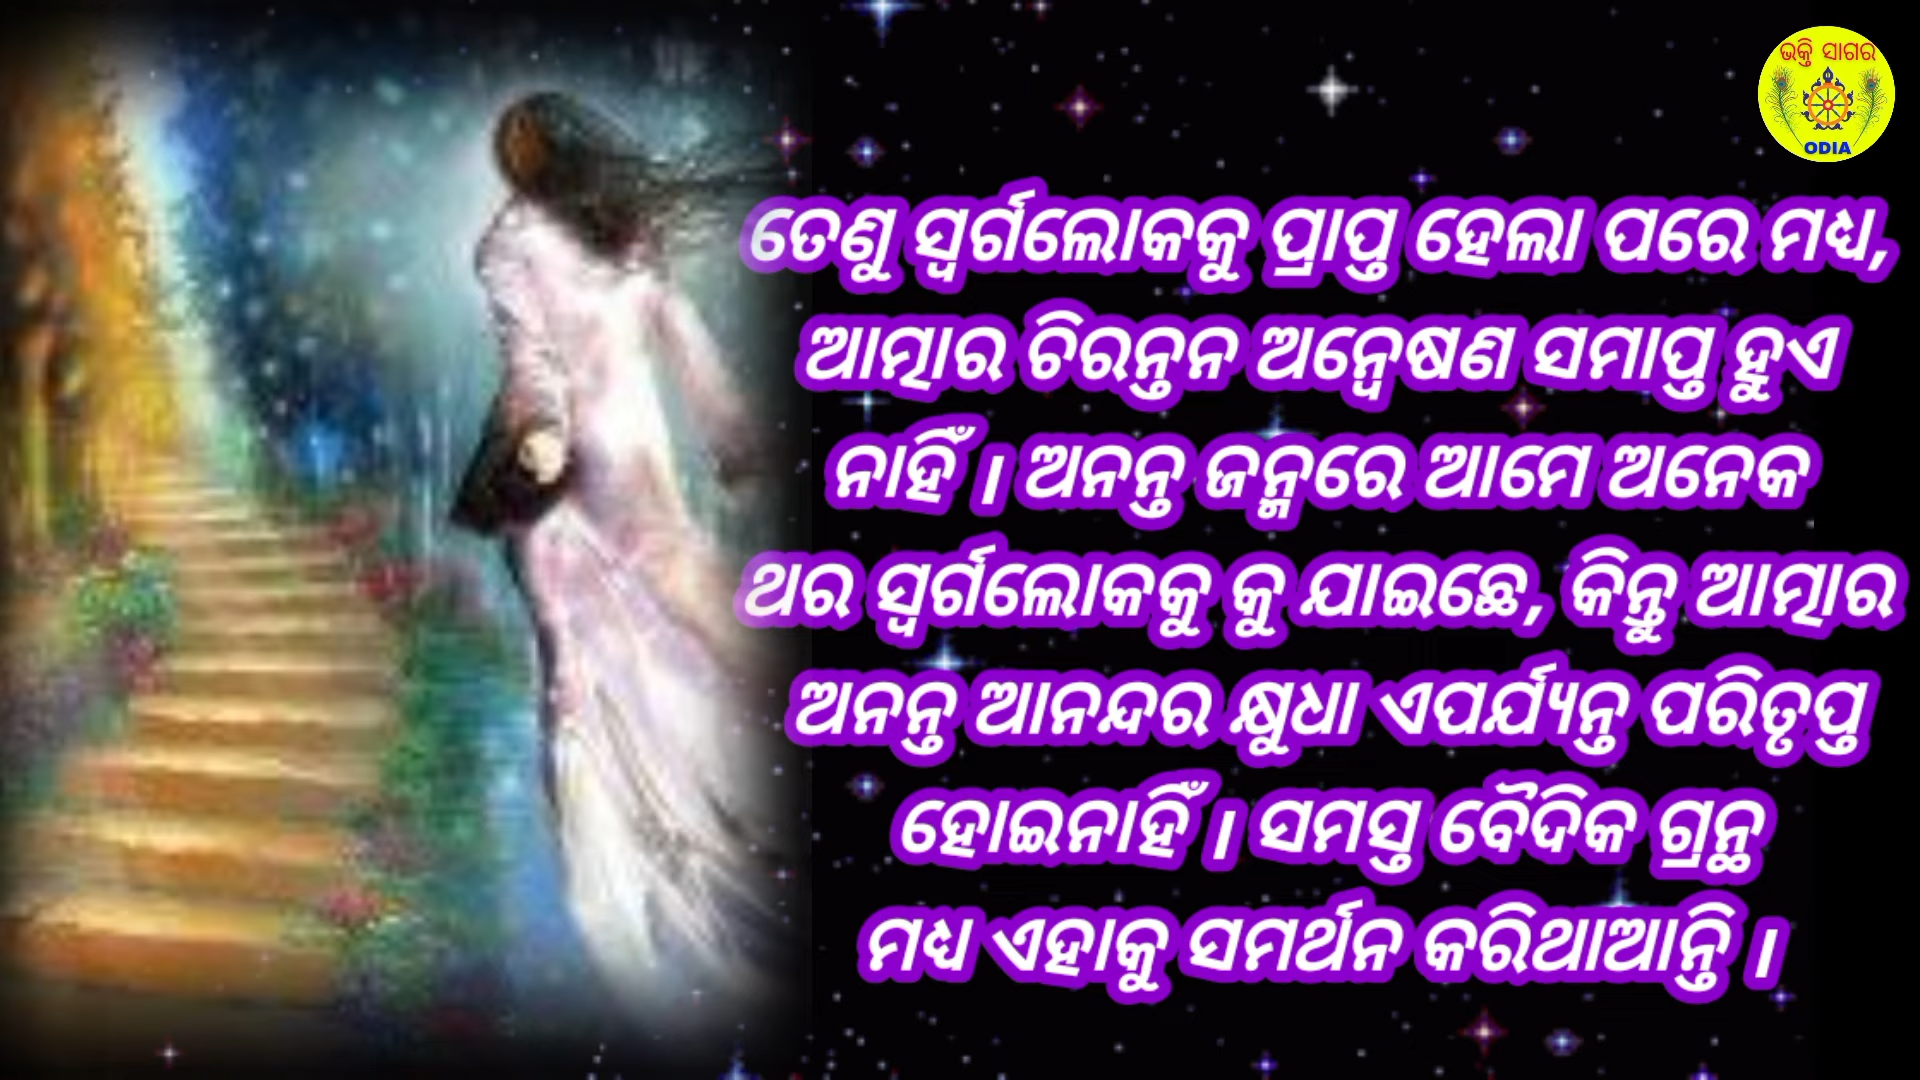 ଭକ୍ତି ସାଗର
ODIA
ତେଣୁ ସ୍ୱର୍ଗଲୋକକୁ ପ୍ରାପ୍ତ ହେଲା ପରେ ମଧ୍ୟ,
ଆତ୍ମାର ଚିରନ୍ତନ ଅନ୍ୱେଷଣ ସମାପ୍ତ ହୁଏ
ନାହିଁ । ଅନନ୍ତ ଜନ୍ମରେ ଆମେ ଅନେକ
ଥର ସ୍ୱର୍ଗଲୋକକୁ କୁ ଯାଇଛେ, କିନ୍ତୁ ଆତ୍ମାର
ଅନନ୍ତ ଆନନ୍ଦର କ୍ଷୁଧା ଏପର୍ଯ୍ୟନ୍ତ ପରିତୃପ୍ତ
ହୋଇନାହିଁ । ସମସ୍ତ ବୈଦିକ ଗ୍ରନ୍ଥ
ମଧ୍ୟ ଏହାକୁ ସମର୍ଥନ କରିଥାଆନ୍ତି ।